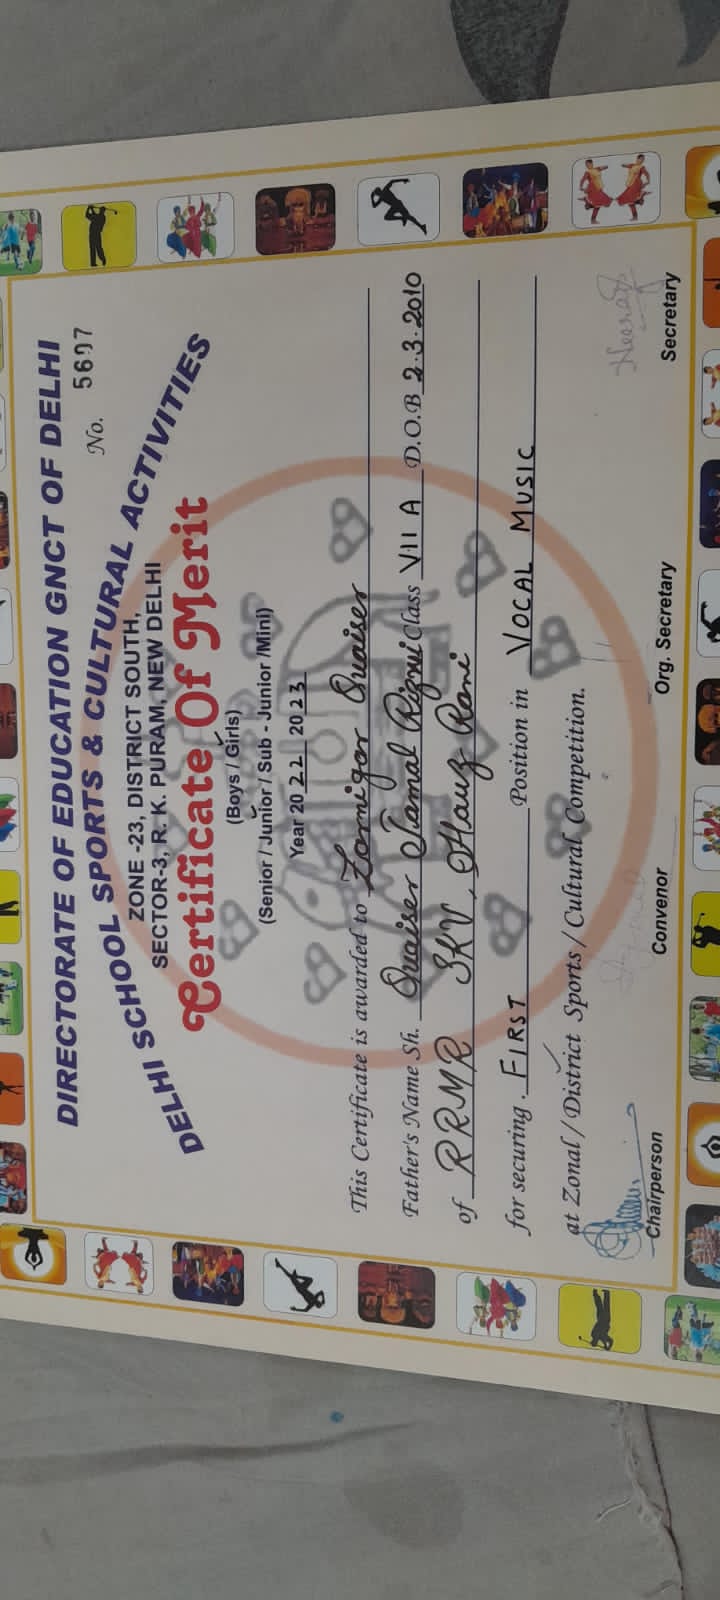 DIRECTORATE OF EDUCATION GNCT OF DELHI
No. 5697
DELHI SCHOOL SPORTS & CULTURAL ACTIVITIES
ZONE -23, DISTRICT SOUTH,
SECTOR-3, R. K. PURAM, NEW DELHI
Certificate Of Merit
(Boys / Girls)
(Senior / Junior / Sub - Junior /Mini)
Year 2022 2023
This Certificate is awarded to Zamigar Quaiser
Father's Name Sh. Quaiser Jamal Rizvi Class VII A D.O.B 2.3.2010
of RRMR SKV, Hauz Rani
for securing FIRST Position in VOCAL MUSIC
at Zonal / District Sports / Cultural Competition.
Chairperson Convenor Org. Secretary Secretary